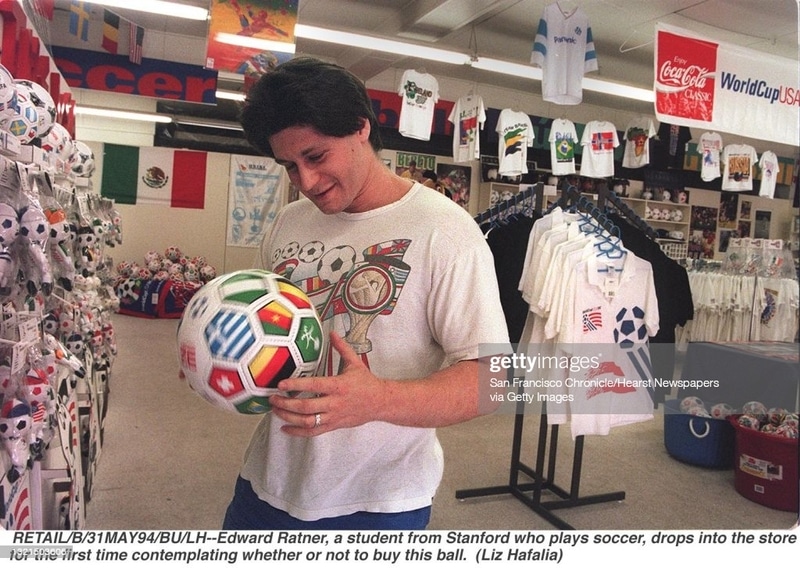 Soccer
Enjoy
Coca-Cola
CLASSIC
WorldCupUSA
Panasonic
gettyimages
San Francisco Chronicle/Hearst Newspapers
via Getty Images
RETAIL/B/31MAY94/BU/LH--Edward Ratner, a student from Stanford who plays soccer, drops into the store
for the first time contemplating whether or not to buy this ball. (Liz Hafalia)
1321503606